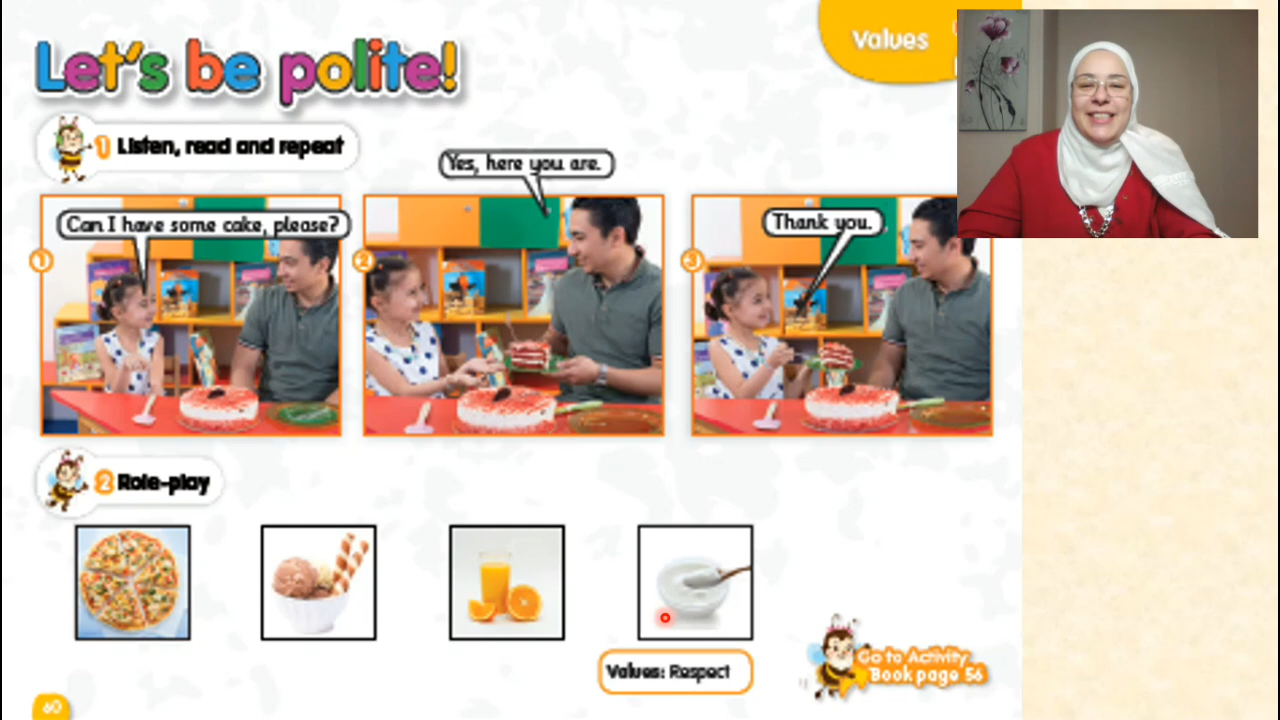 Let's be polite!
Values
1 Listen, read and repeat
Can I have some cake, please?
Yes, here you are.
Thank you.
1
2
3
2 Role-play
Values: Respect
Go to Activity
Book page 56
60